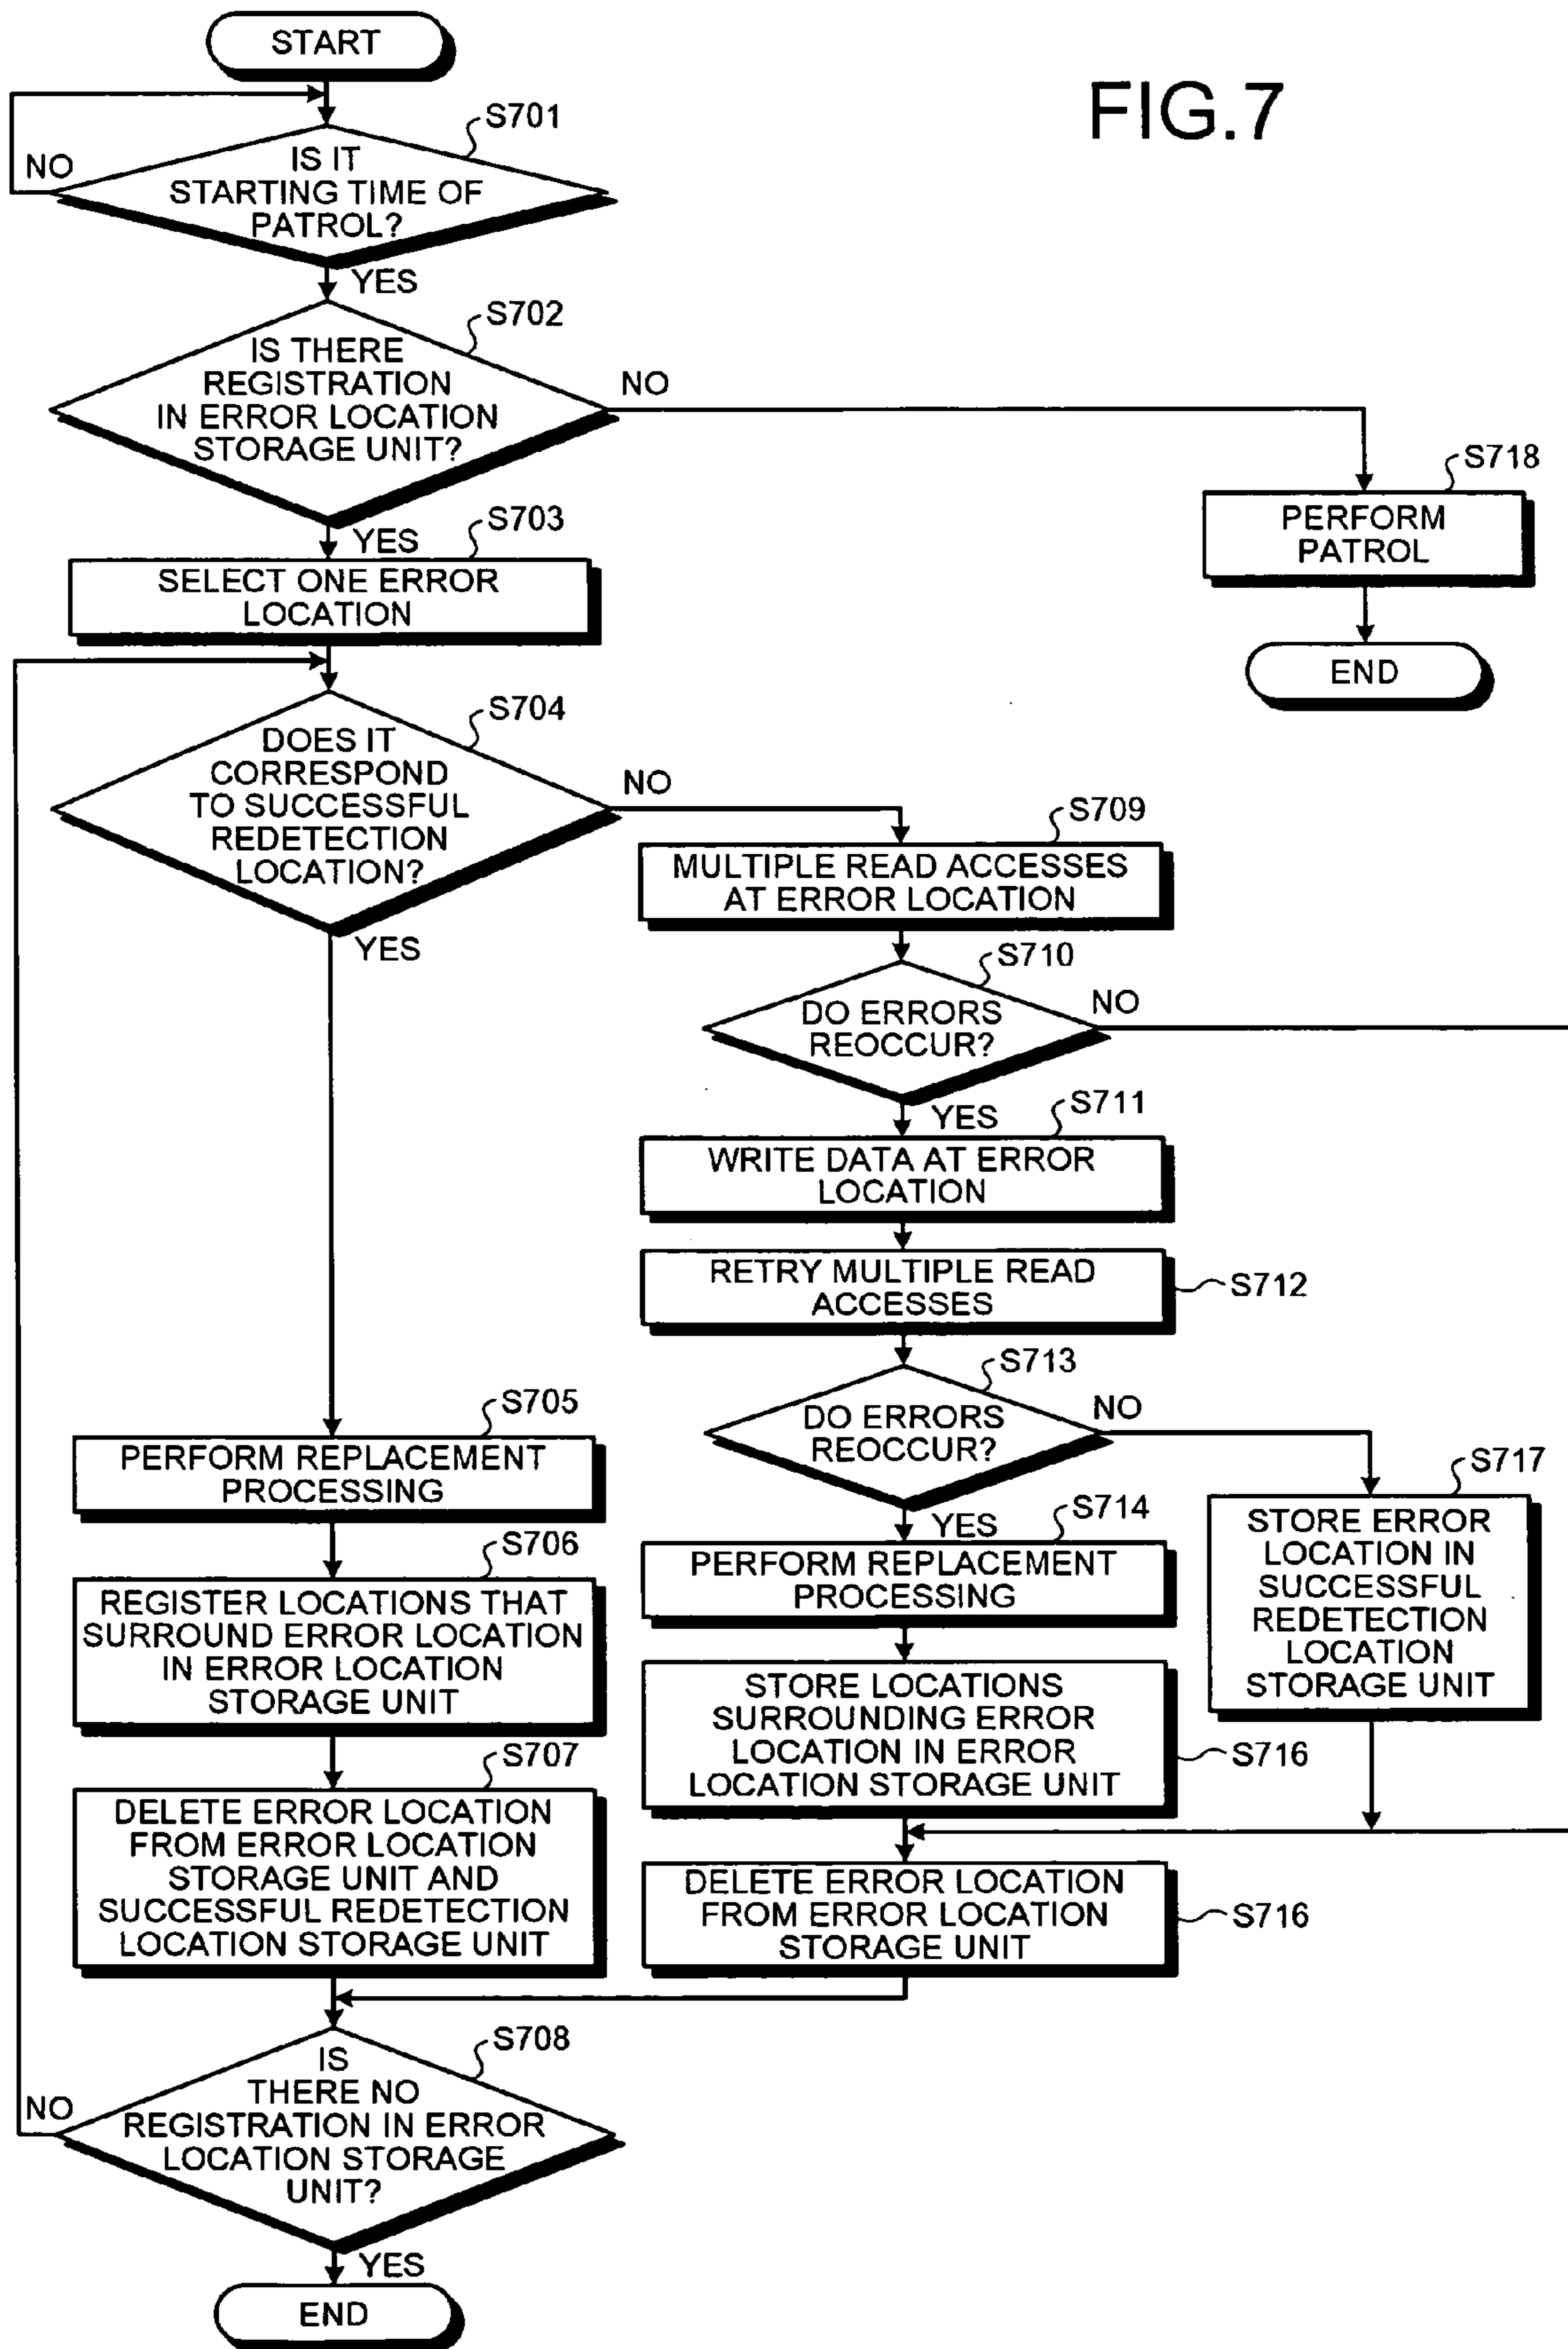 FIG.7
START
S701
IS IT
STARTING TIME OF
PATROL?
NO
YES
S702
IS THERE
REGISTRATION
IN ERROR LOCATION
STORAGE UNIT?
NO
YES
S718
PERFORM
PATROL
END
S703
SELECT ONE ERROR
LOCATION
S704
DOES IT
CORRESPOND
TO SUCCESSFUL
REDETECTION
LOCATION?
NO
YES
S709
MULTIPLE READ ACCESSES
AT ERROR LOCATION
S710
DO ERRORS
REOCCUR?
NO
YES
S711
WRITE DATA AT ERROR
LOCATION
RETRY MULTIPLE READ
ACCESSES
S712
S713
DO ERRORS
REOCCUR?
NO
YES
S714
PERFORM REPLACEMENT
PROCESSING
S717
STORE ERROR
LOCATION IN
SUCCESSFUL
REDETECTION
LOCATION
STORAGE UNIT
STORE LOCATIONS
SURROUNDING ERROR
LOCATION IN ERROR
LOCATION STORAGE UNIT
S716
DELETE ERROR LOCATION
FROM ERROR LOCATION
STORAGE UNIT
S716
S705
PERFORM REPLACEMENT
PROCESSING
S706
REGISTER LOCATIONS THAT
SURROUND ERROR LOCATION
IN ERROR LOCATION
STORAGE UNIT
S707
DELETE ERROR LOCATION
FROM ERROR LOCATION
STORAGE UNIT AND
SUCCESSFUL REDETECTION
LOCATION STORAGE UNIT
S708
IS
THERE NO
REGISTRATION IN ERROR
LOCATION STORAGE
UNIT?
NO
YES
END